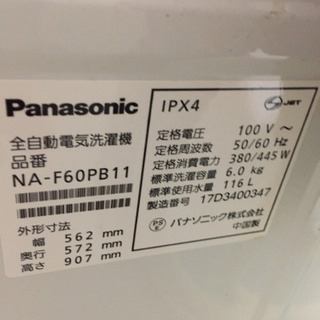 Panasonic
全自動電気洗濯機
品番
NA-F60PB11
外形寸法
幅 562 mm
奥行 572 mm
高さ 907 mm
IPX4
JET
定格電圧 100 V ～
定格周波数 50/60 Hz
定格消費電力 380/445 W
標準洗濯容量 6.0 kg
標準使用水量 116 L
製造番号 17D3400347
PS E パナソニック株式会社
中国製